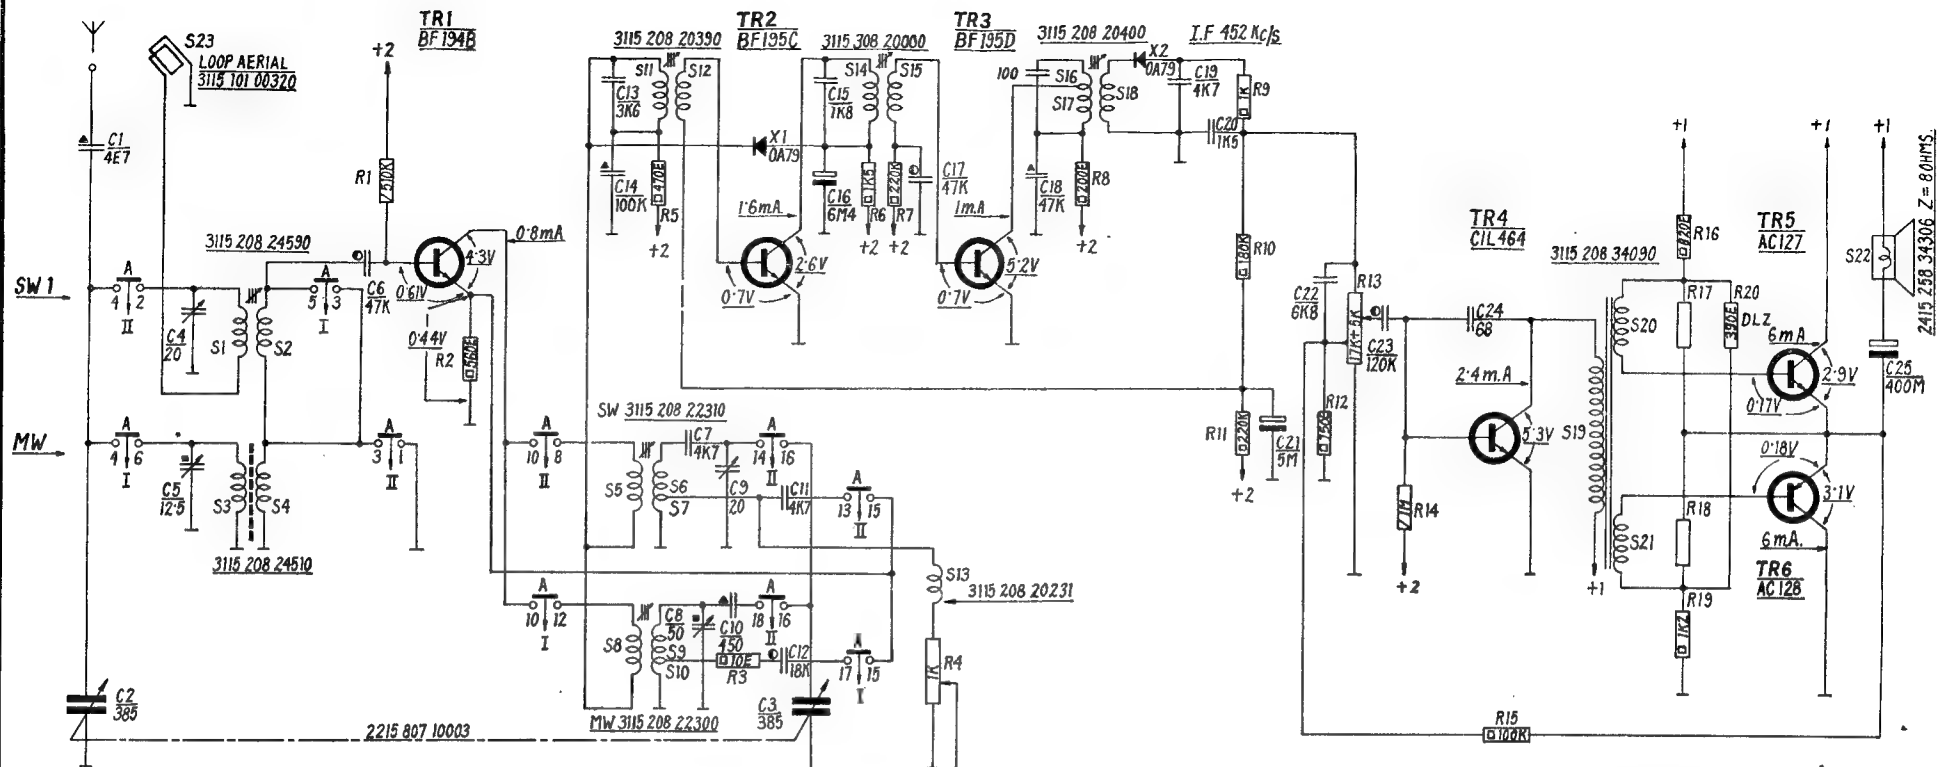 TR1
BF194B
TR2
BF195C
TR3
BF195D
3115 208 20390
3115 308 20000
3115 208 20400
I.F 452 Kc/s
S23
LOOP AERIAL
3115 101 00320
+2
C1
4E7
R1
510K
S11
S12
C13
3K6
X1
OA79
C14
100K
470E
R5
+2
C15
1K8
S14
S15
C16
6M4
1K5
R6
+2
220K
R7
+2
C17
47K
100
S16
S17
S18
X2
OA79
C19
4K7
1K
R9
C20
1K5
C18
47K
R8
+2
1.6mA
1mA
0.8mA
3115 208 24590
C6
47K
4.3V
0.61V
0.44V
R2
560E
2.6V
0.7V
5.2V
0.7V
R10
SW1
A
4 2
II
C4
20
S1
S2
A
5 3
I
MW
A
4 6
I
C5
12.5
S3
S4
A
3 1
II
3115 208 24510
SW 3115 208 22310
A
10 8
II
S5
S6
S7
C7
4K7
C9
20
A
14 16
II
C11
4K7
A
13 15
II
S13
3115 208 20231
A
10 12
I
S8
S9
S10
C8
50
C10
450
A
18 16
II
10E
R3
C12
18K
A
17 15
I
1K
R4
MW 3115 208 22300
C3
385
C2
385
2215 807 10003
R11
220K
+2
C21
5M
C22
6K8
R13
17K+5K
R12
C23
120K
C24
68
TR4
C1L464
2.4mA
5.3V
R14
1M
+2
3115 208 34090
S19
+1
S20
S21
+1
R16
820E
R17
R20
390E
DLZ
R18
R19
1K2
TR5
AC127
+1
6mA
2.9V
0.17V
0.18V
3.1V
6mA.
TR6
AC128
+1
S22
2415 258 34306 Z=8OHMS.
C25
400M
R15
100K